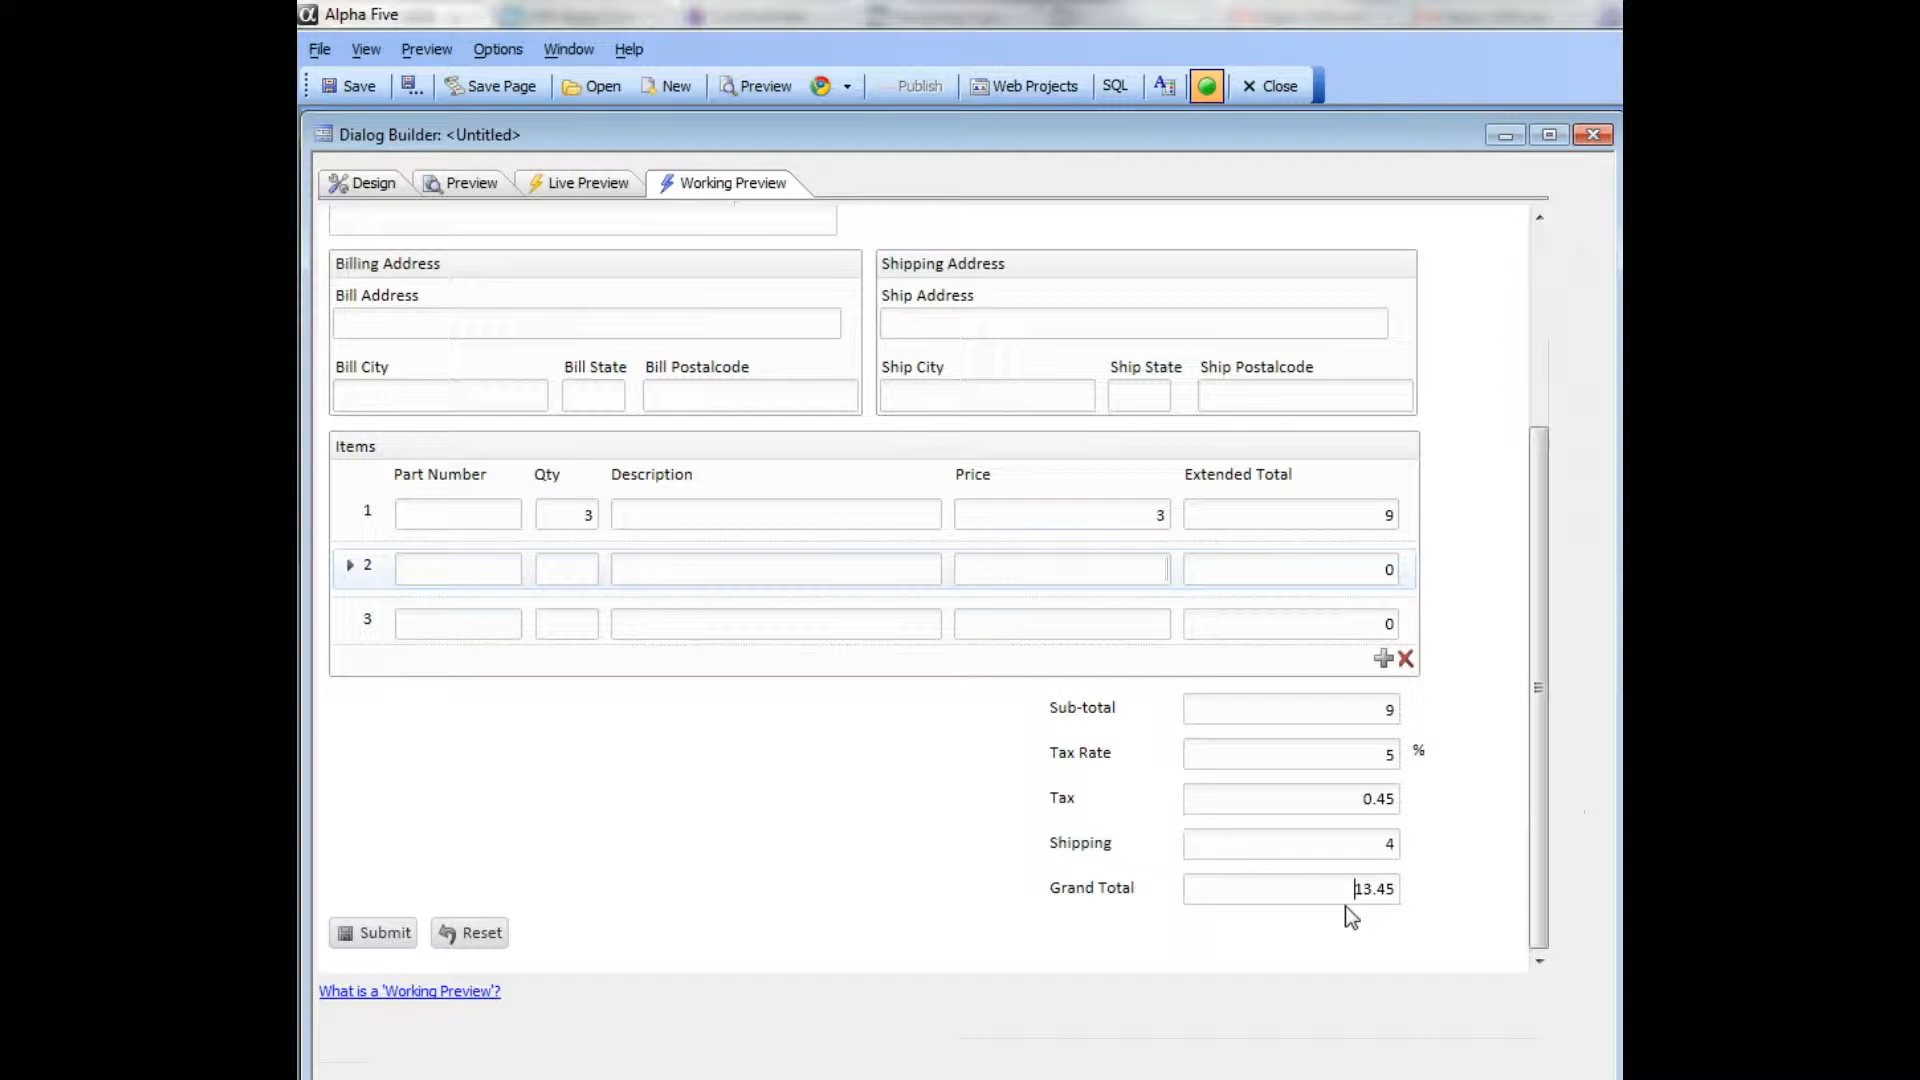 Alpha Five
File View Preview Options Window Help
Save Save Page Open New Preview Publish Web Projects SQL Close
Dialog Builder: <Untitled>
Design Preview Live Preview Working Preview
Billing Address Shipping Address
Bill Address Ship Address
Bill City Bill State Bill Postalcode Ship City Ship State Ship Postalcode
Items
Part Number Qty Description Price Extended Total
1 3 3 9
2 0
3 0
Sub-total 9
Tax Rate 5 %
Tax 0.45
Shipping 4
Grand Total 13.45
Submit Reset
What is a 'Working Preview'?